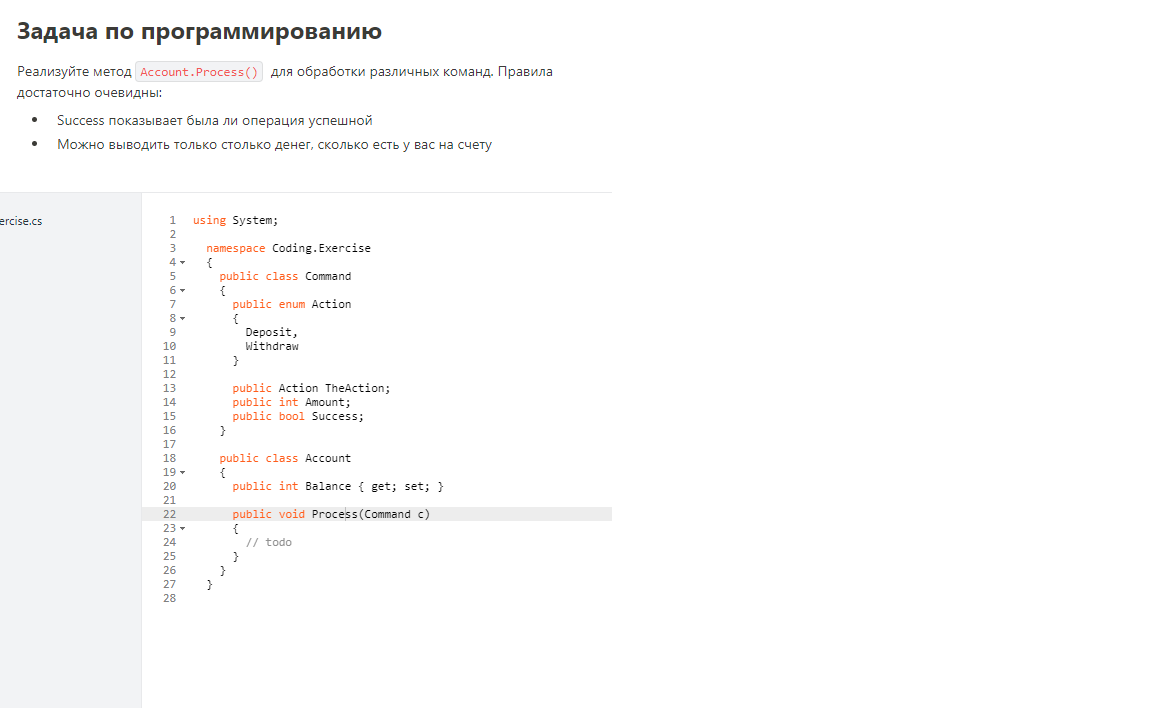 Задача по программированию
Реализуйте метод Account.Process() для обработки различных команд. Правила
достаточно очевидны:
• Success показывает была ли операция успешной
• Можно выводить только столько денег, сколько есть у вас на счету
ercise.cs
1 using System;
2
3 namespace Coding.Exercise
4 {
5 public class Command
6 {
7 public enum Action
8 {
9 Deposit,
10 Withdraw
11 }
12
13 public Action TheAction;
14 public int Amount;
15 public bool Success;
16 }
17
18 public class Account
19 {
20 public int Balance { get; set; }
21
22 public void Process(Command c)
23 {
24 // todo
25 }
26 }
27 }
28